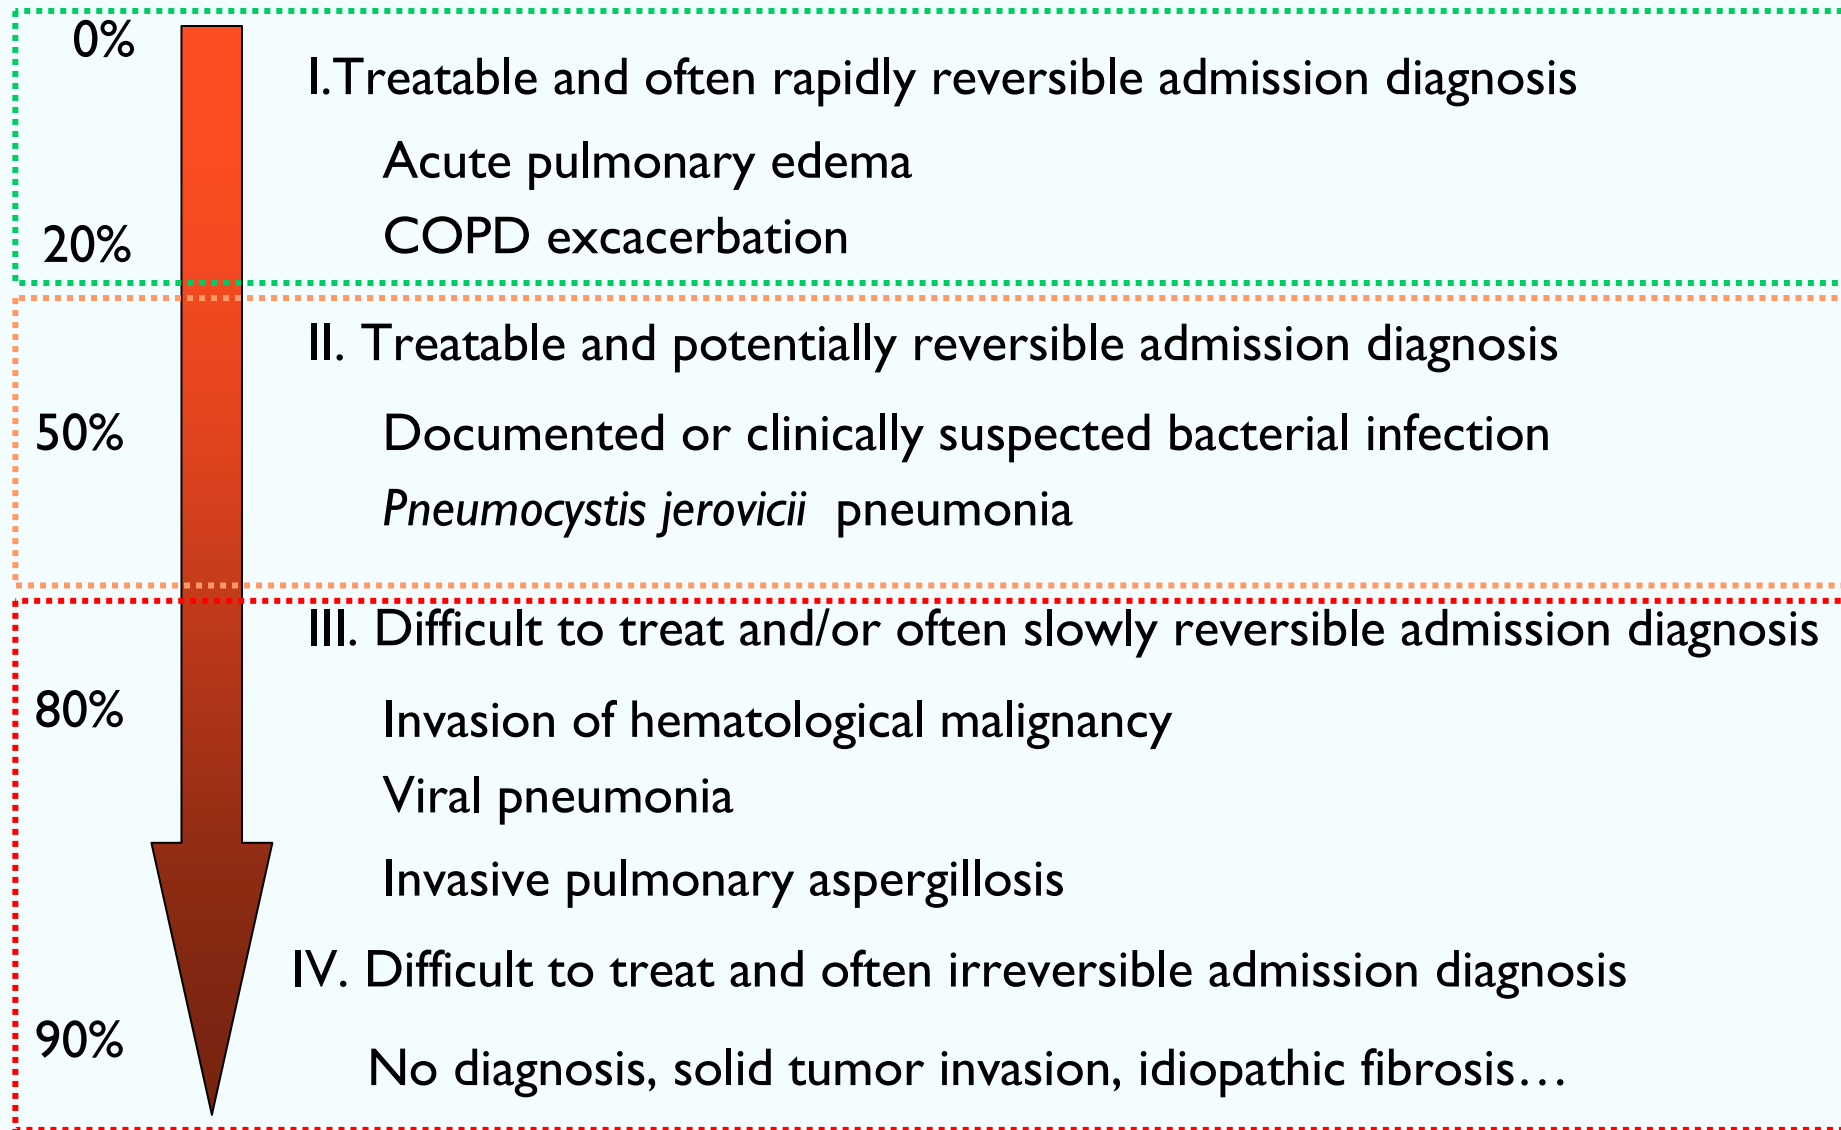 0%
I.Treatable and often rapidly reversible admission diagnosis
Acute pulmonary edema
20%
COPD excacerbation
II. Treatable and potentially reversible admission diagnosis
50%
Documented or clinically suspected bacterial infection
Pneumocystis jerovicii pneumonia
III. Difficult to treat and/or often slowly reversible admission diagnosis
80%
Invasion of hematological malignancy
Viral pneumonia
Invasive pulmonary aspergillosis
IV. Difficult to treat and often irreversible admission diagnosis
90%
No diagnosis, solid tumor invasion, idiopathic fibrosis…